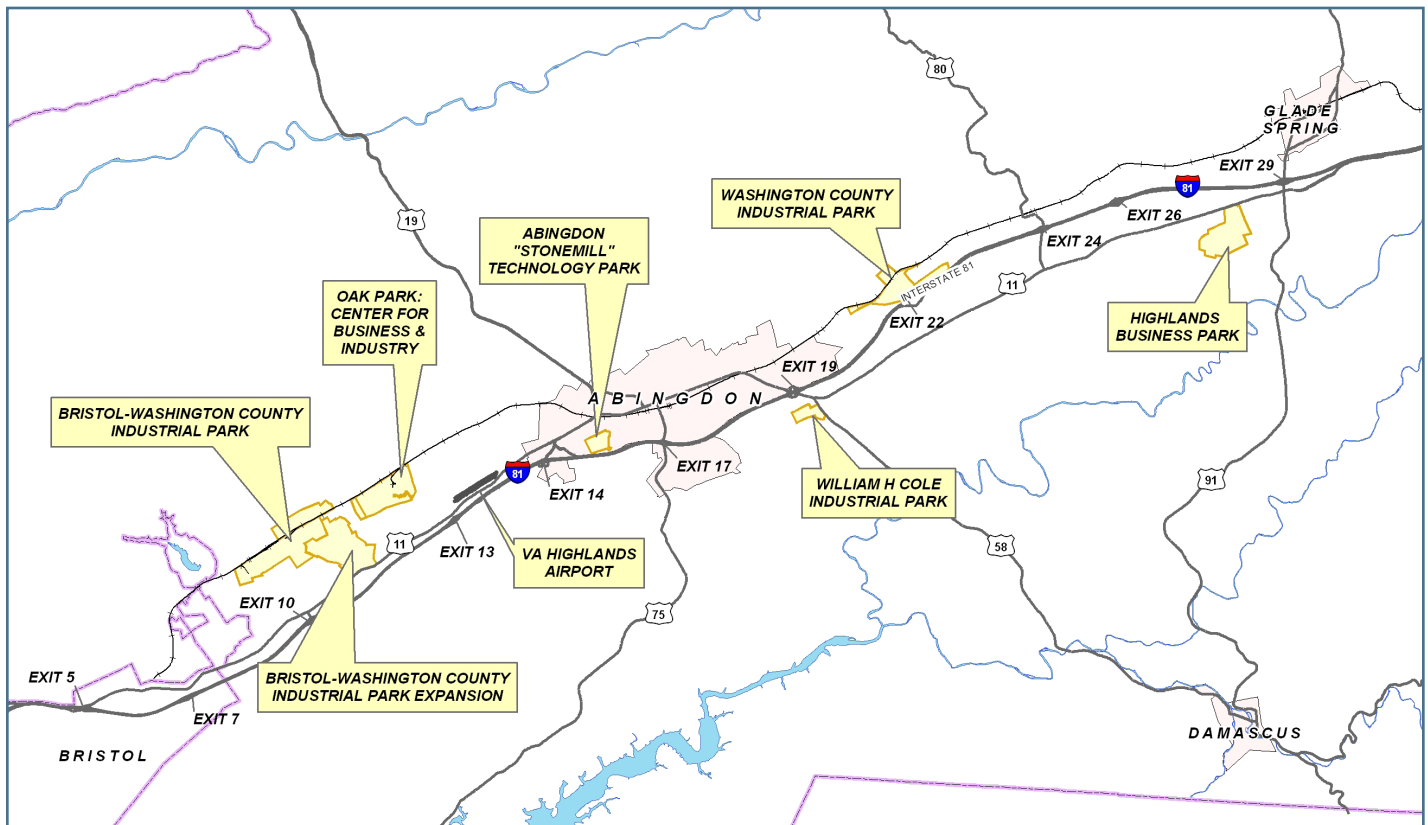 80
GLADE
SPRING
EXIT 29
81
WASHINGTON COUNTY
INDUSTRIAL PARK
EXIT 26
19
ABINGDON
"STONEMILL"
TECHNOLOGY PARK
EXIT 24
INTERSTATE 81
11
OAK PARK:
CENTER FOR
BUSINESS &
INDUSTRY
EXIT 22
HIGHLANDS
BUSINESS PARK
EXIT 19
ABINGDON
BRISTOL-WASHINGTON COUNTY
INDUSTRIAL PARK
EXIT 17
81
EXIT 14
WILLIAM H COLE
INDUSTRIAL PARK
91
11
EXIT 13
58
VA HIGHLANDS
AIRPORT
EXIT 10
75
EXIT 5
BRISTOL-WASHINGTON COUNTY
INDUSTRIAL PARK EXPANSION
EXIT 7
DAMASCUS
BRISTOL